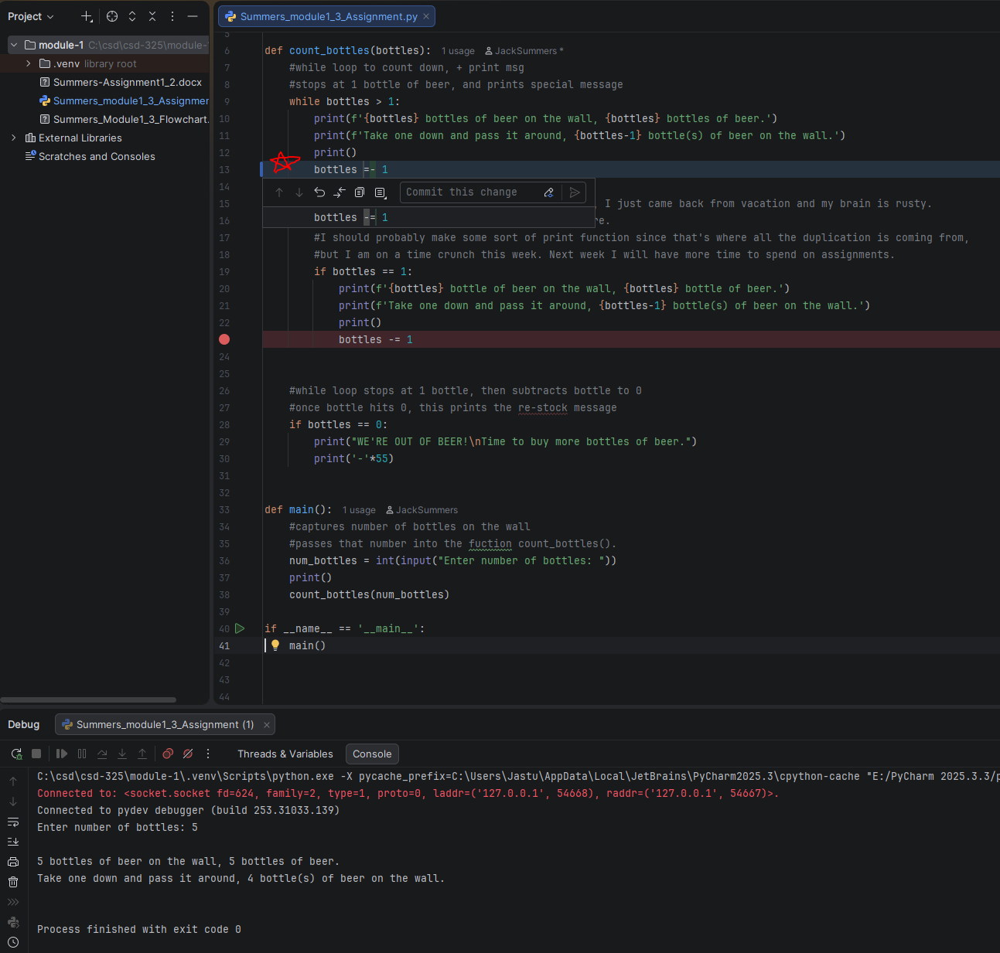 Project
Summers_module1_3_Assignment.py
module-1 C:\csd\csd-325\module-
.venv library root
Summers-Assignment1_2.docx
Summers_module1_3_Assignmen
Summers_Module1_3_Flowchart.
External Libraries
Scratches and Consoles
5
6 def count_bottles(bottles): 1 usage JackSummers *
7 #while loop to count down, + print msg
8 #stops at 1 bottle of beer, and prints special message
9 while bottles > 1:
10 print(f'{bottles} bottles of beer on the wall, {bottles} bottles of beer.')
11 print(f'Take one down and pass it around, {bottles-1} bottle(s) of beer on the wall.')
12 print()
13 bottles =- 1
14 Commit this change
15 I just came back from vacation and my brain is rusty.
16 bottles -= 1 re.
17 #I should probably make some sort of print function since that's where all the duplication is coming from,
18 #but I am on a time crunch this week. Next week I will have more time to spend on assignments.
19 if bottles == 1:
20 print(f'{bottles} bottle of beer on the wall, {bottles} bottle of beer.')
21 print(f'Take one down and pass it around, {bottles-1} bottle(s) of beer on the wall.')
22 print()
bottles -= 1
24
25
26 #while loop stops at 1 bottle, then subtracts bottle to 0
27 #once bottle hits 0, this prints the re-stock message
28 if bottles == 0:
29 print("WE'RE OUT OF BEER!\nTime to buy more bottles of beer.")
30 print('-'*55)
31
32
33 def main(): 1 usage JackSummers
34 #captures number of bottles on the wall
35 #passes that number into the fuction count_bottles().
36 num_bottles = int(input("Enter number of bottles: "))
37 print()
38 count_bottles(num_bottles)
39
40 if __name__ == '__main__':
41 main()
42
43
44
Debug Summers_module1_3_Assignment (1)
Threads & Variables Console
C:\csd\csd-325\module-1\.venv\Scripts\python.exe -X pycache_prefix=C:\Users\Jastu\AppData\Local\JetBrains\PyCharm2025.3\cpython-cache "E:/PyCharm 2025.3.3/p
Connected to: <socket.socket fd=624, family=2, type=1, proto=0, laddr=('127.0.0.1', 54668), raddr=('127.0.0.1', 54667)>.
Connected to pydev debugger (build 253.31033.139)
Enter number of bottles: 5
5 bottles of beer on the wall, 5 bottles of beer.
Take one down and pass it around, 4 bottle(s) of beer on the wall.
Process finished with exit code 0